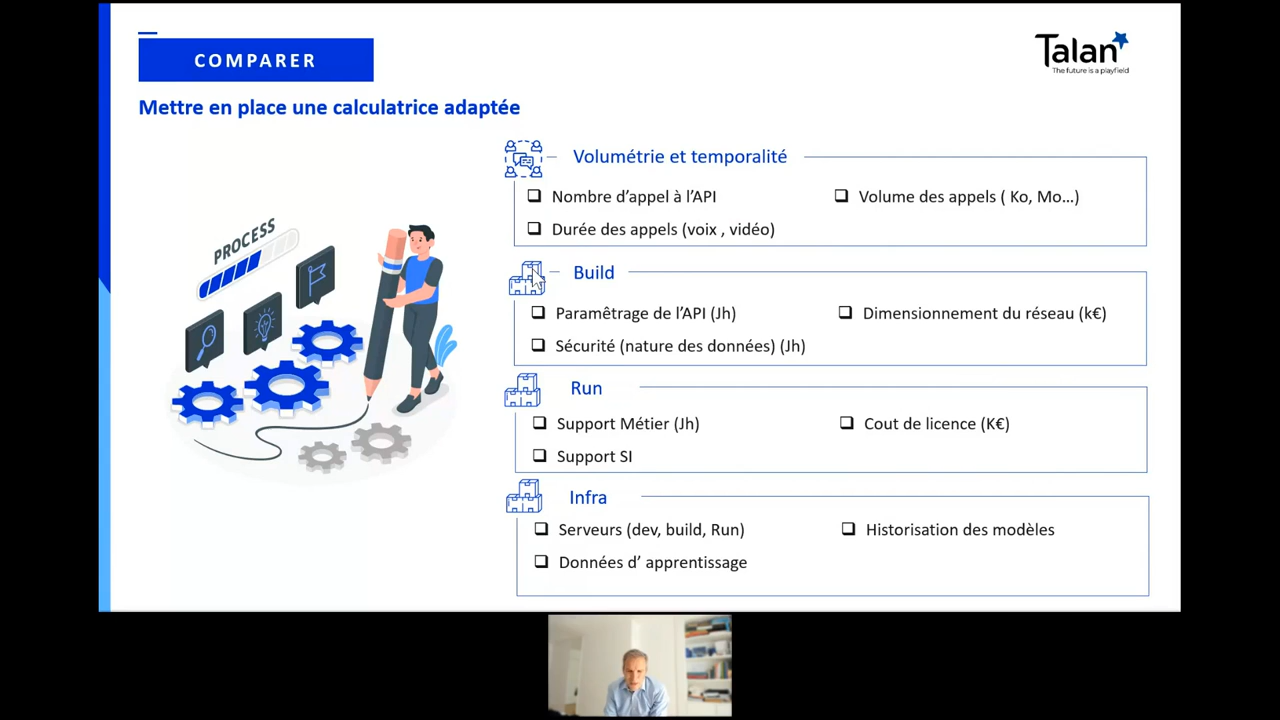 COMPARER
Talan
The future is a playfield
Mettre en place une calculatrice adaptée
PROCESS
Volumétrie et temporalité
Nombre d’appel à l’API
Volume des appels ( Ko, Mo…)
Durée des appels (voix , vidéo)
Build
Paramêtrage de l’API (Jh)
Dimensionnement du réseau (k€)
Sécurité (nature des données) (Jh)
Run
Support Métier (Jh)
Cout de licence (K€)
Support SI
Infra
Serveurs (dev, build, Run)
Historisation des modèles
Données d’ apprentissage